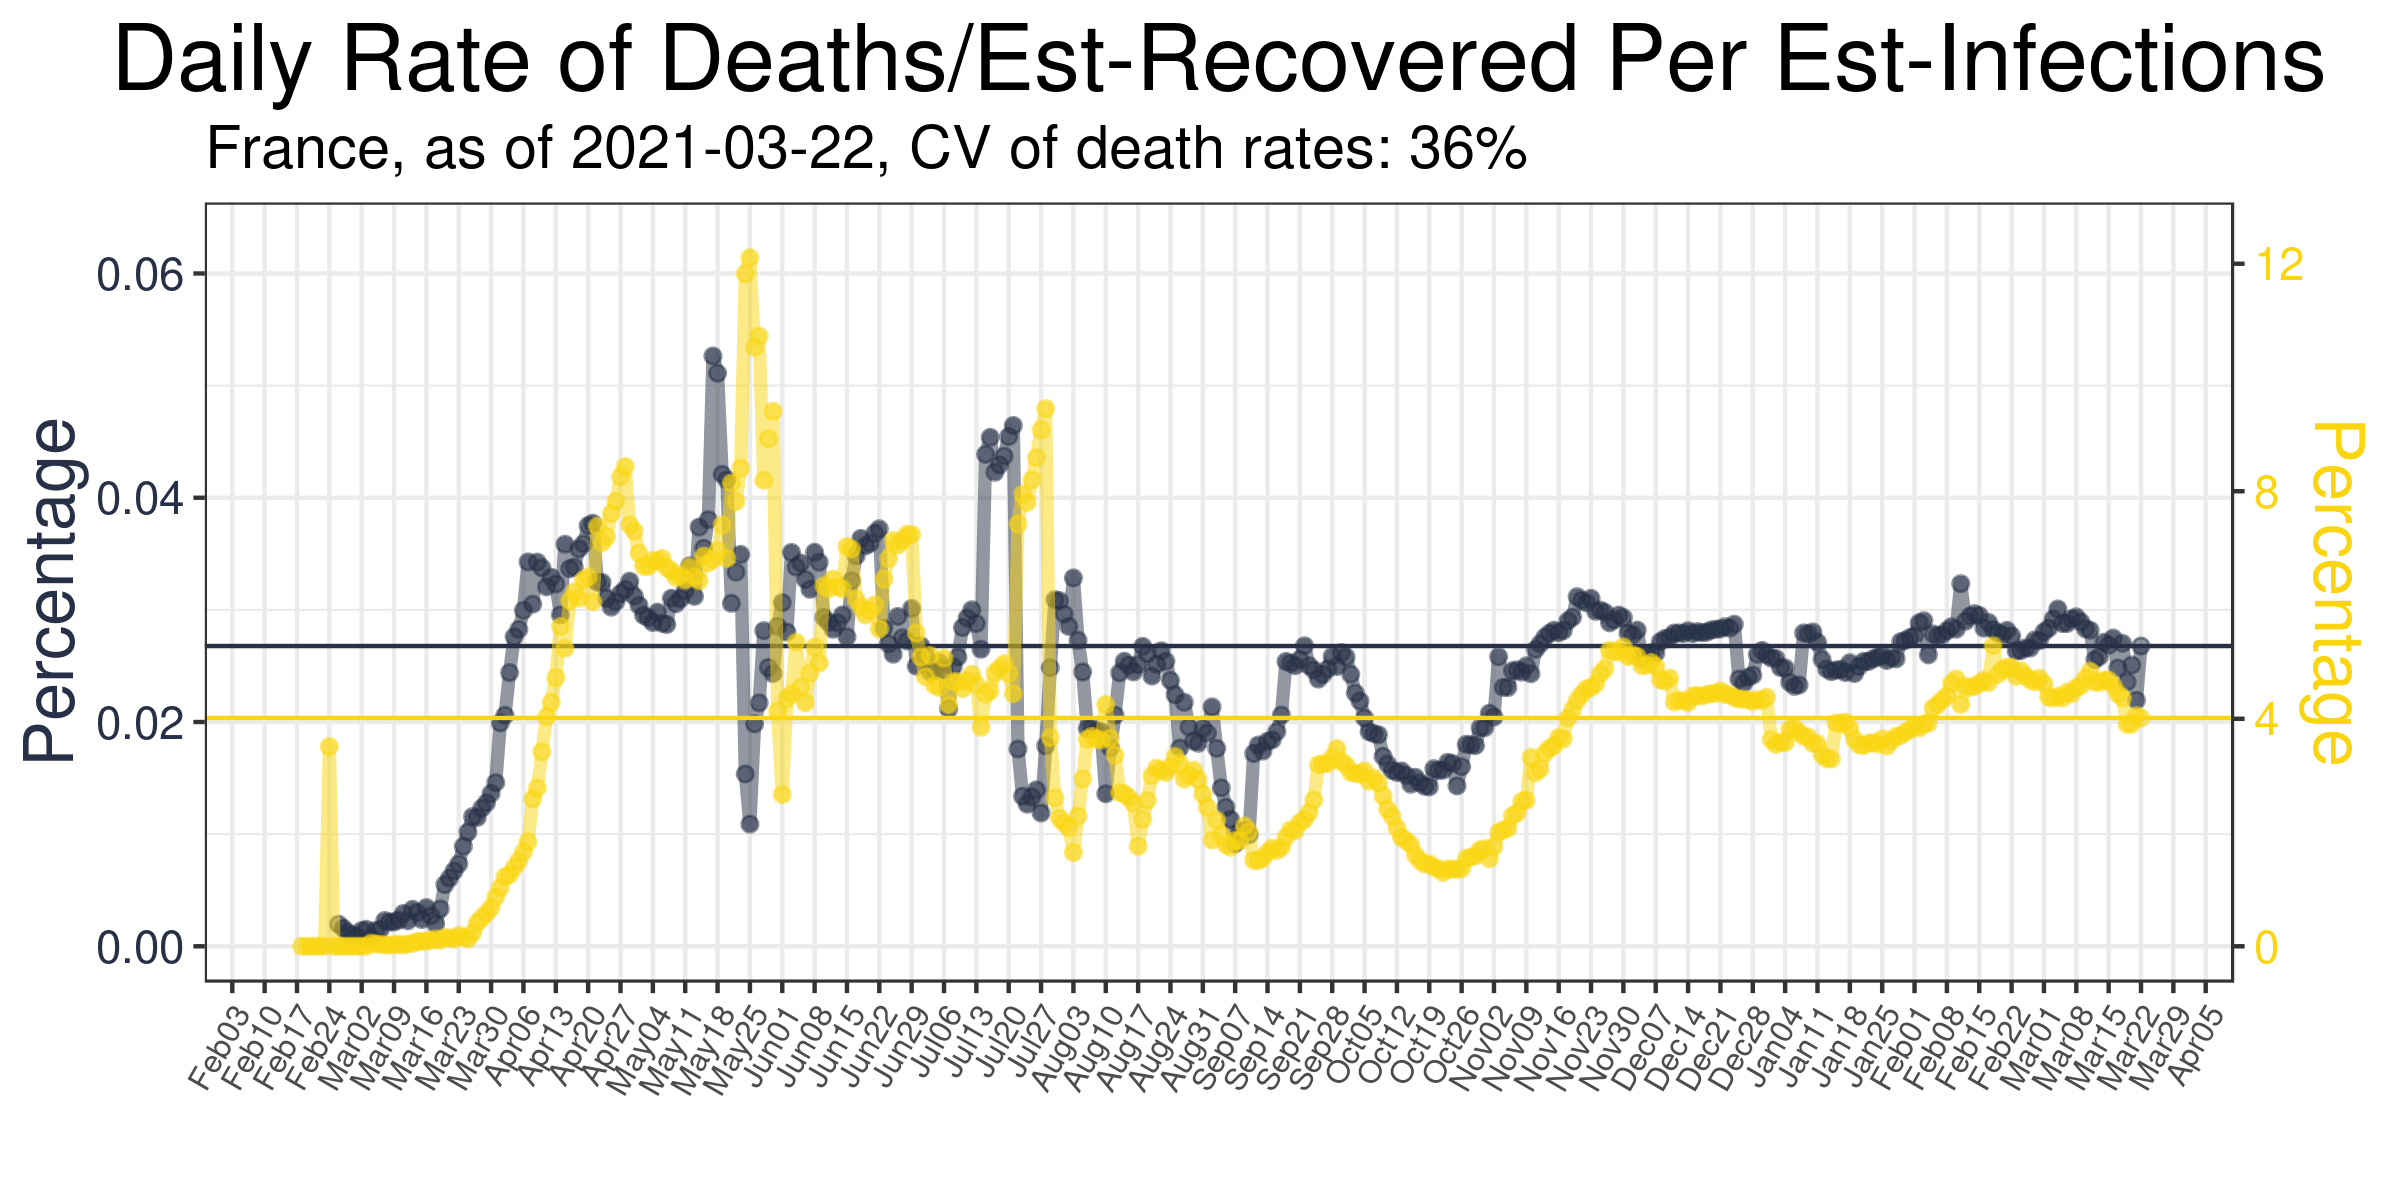 Daily Rate of Deaths/Est-Recovered Per Est-Infections
France, as of 2021-03-22, CV of death rates: 36%
Percentage
0.06
0.04
0.02
0.00
12
8
4
0
Percentage
Feb03
Feb10
Feb17
Feb24
Mar02
Mar09
Mar16
Mar23
Mar30
Apr06
Apr13
Apr20
Apr27
May04
May11
May18
May25
Jun01
Jun08
Jun15
Jun22
Jun29
Jul06
Jul13
Jul20
Jul27
Aug03
Aug10
Aug17
Aug24
Aug31
Sep07
Sep14
Sep21
Sep28
Oct05
Oct12
Oct19
Oct26
Nov02
Nov09
Nov16
Nov23
Nov30
Dec07
Dec14
Dec21
Dec28
Jan04
Jan11
Jan18
Jan25
Feb01
Feb08
Feb15
Feb22
Mar01
Mar08
Mar15
Mar22
Mar29
Apr05